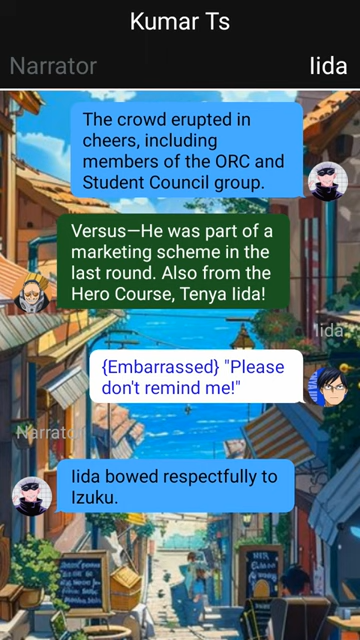 Kumar Ts
Narrator
Iida
The crowd erupted in
cheers, including
members of the ORC and
Student Council group.
Versus—He was part of a
marketing scheme in the
last round. Also from the
Hero Course, Tenya Iida!
Iida
{Embarrassed} "Please
don't remind me!"
Narrator
Iida bowed respectfully to
Izuku.